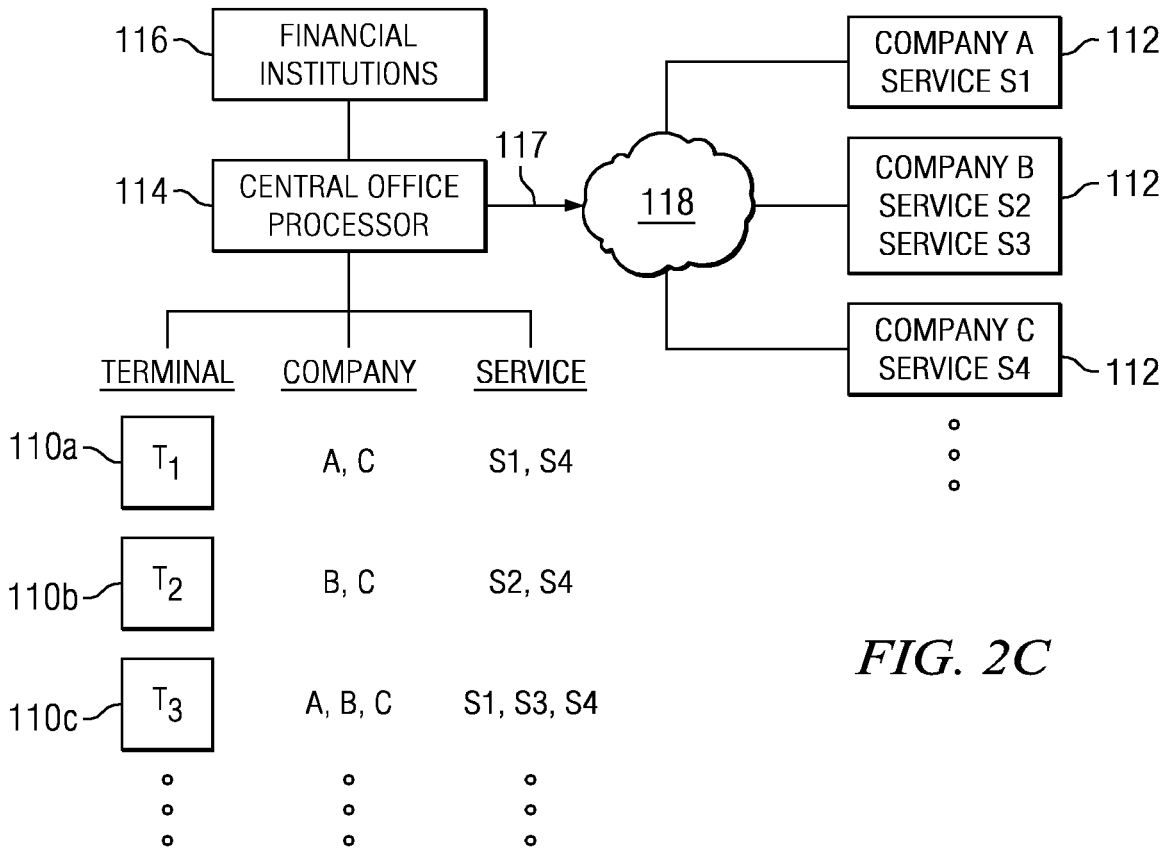 116
FINANCIAL
INSTITUTIONS
114
CENTRAL OFFICE
PROCESSOR
117
118
COMPANY A
SERVICE S1
112
COMPANY B
SERVICE S2
SERVICE S3
112
COMPANY C
SERVICE S4
112
TERMINAL COMPANY SERVICE
110a T1 A, C S1, S4
110b T2 B, C S2, S4
110c T3 A, B, C S1, S3, S4
FIG. 2C